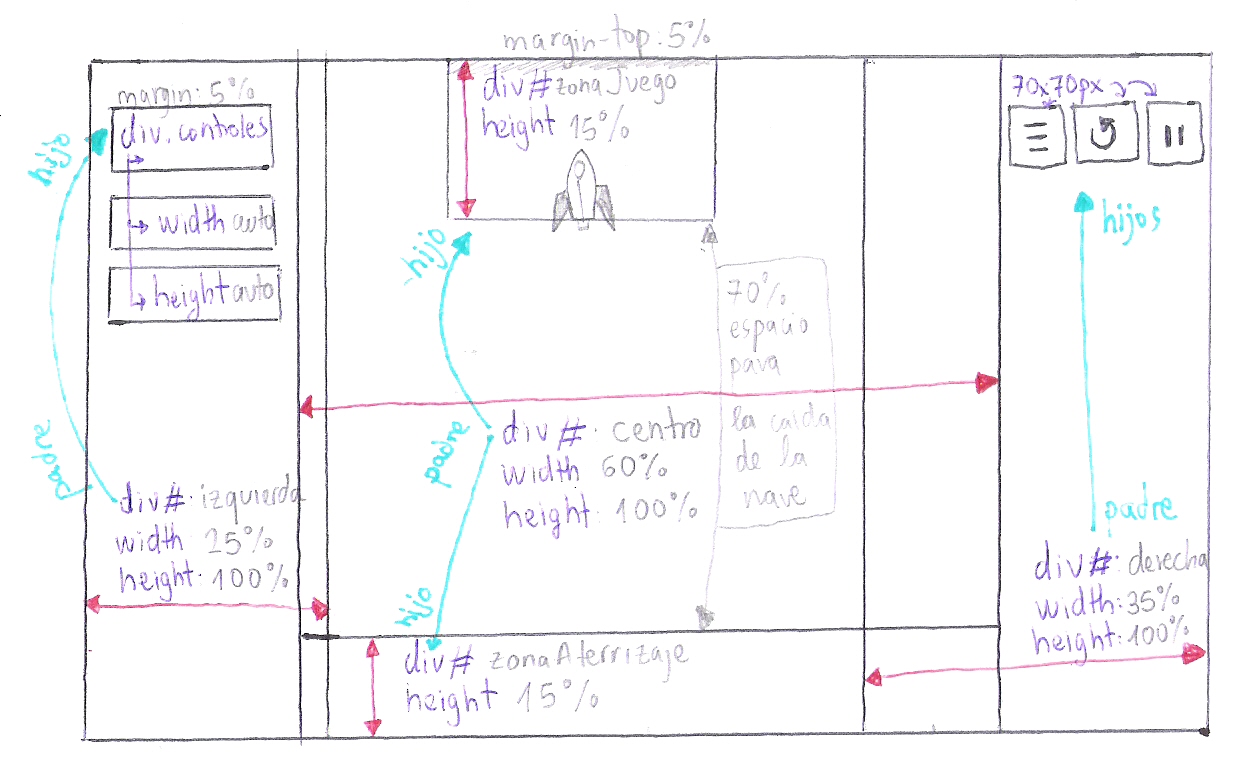 margin-top: 5%
margin: 5%
div. controles
width auto
height auto
hijo
padre
div#. izquierda
width 25%
height. 100%
div# zonaJuego
height 15%
hijo
padre
div#. centro
width 60%
height: 100%
hijo
70%
espacio
para
la caida
de la
nave
div# zonaAterrizaje
height 15%
70x70px
hijos
padre
div#. derecha
width: 35%
height: 100%